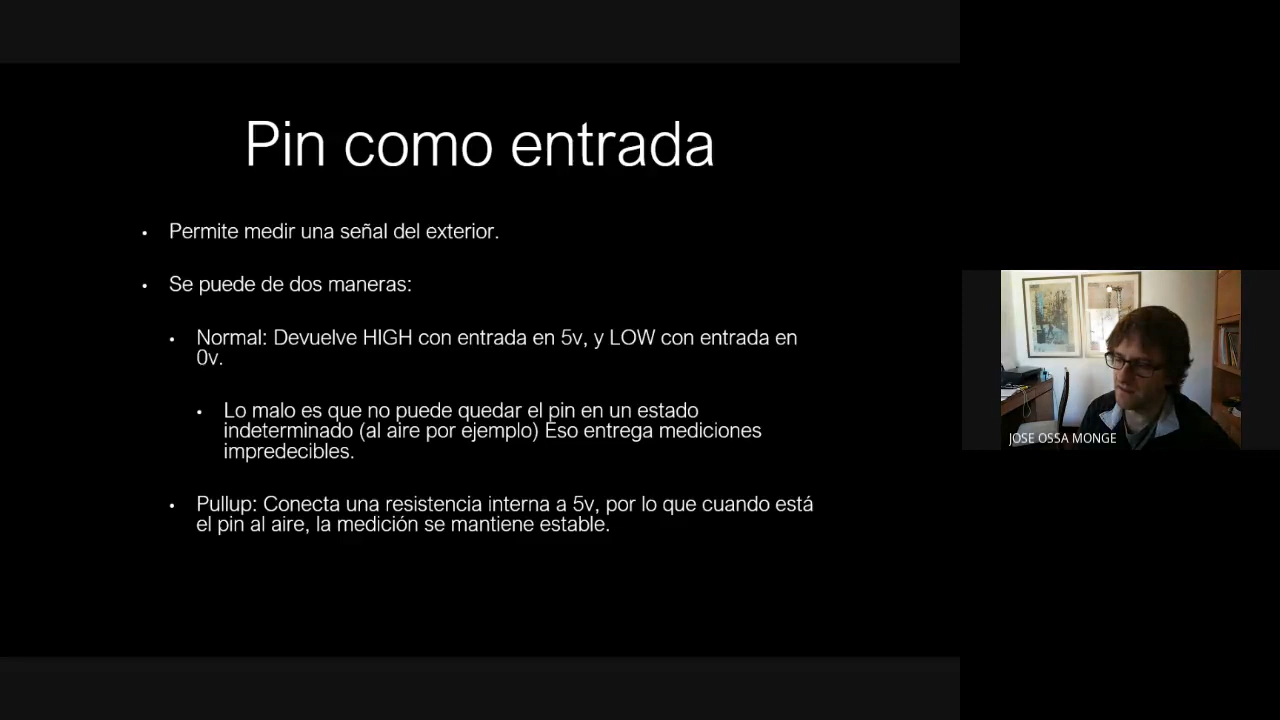 Pin como entrada
• Permite medir una señal del exterior.
• Se puede de dos maneras:
• Normal: Devuelve HIGH con entrada en 5v, y LOW con entrada en
0v.
• Lo malo es que no puede quedar el pin en un estado
indeterminado (al aire por ejemplo) Eso entrega mediciones
impredecibles.
• Pullup: Conecta una resistencia interna a 5v, por lo que cuando está
el pin al aire, la medición se mantiene estable.
JOSE OSSA MONGE